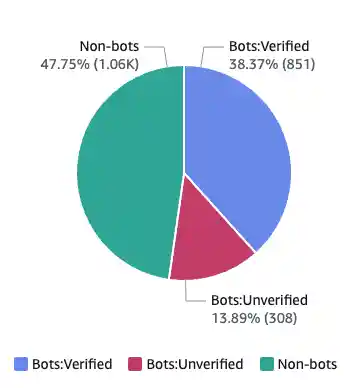 Non-bots
47.75% (1.06K)
Bots:Verified
38.37% (851)
Bots:Unverified
13.89% (308)
Bots:Verified Bots:Unverified Non-bots